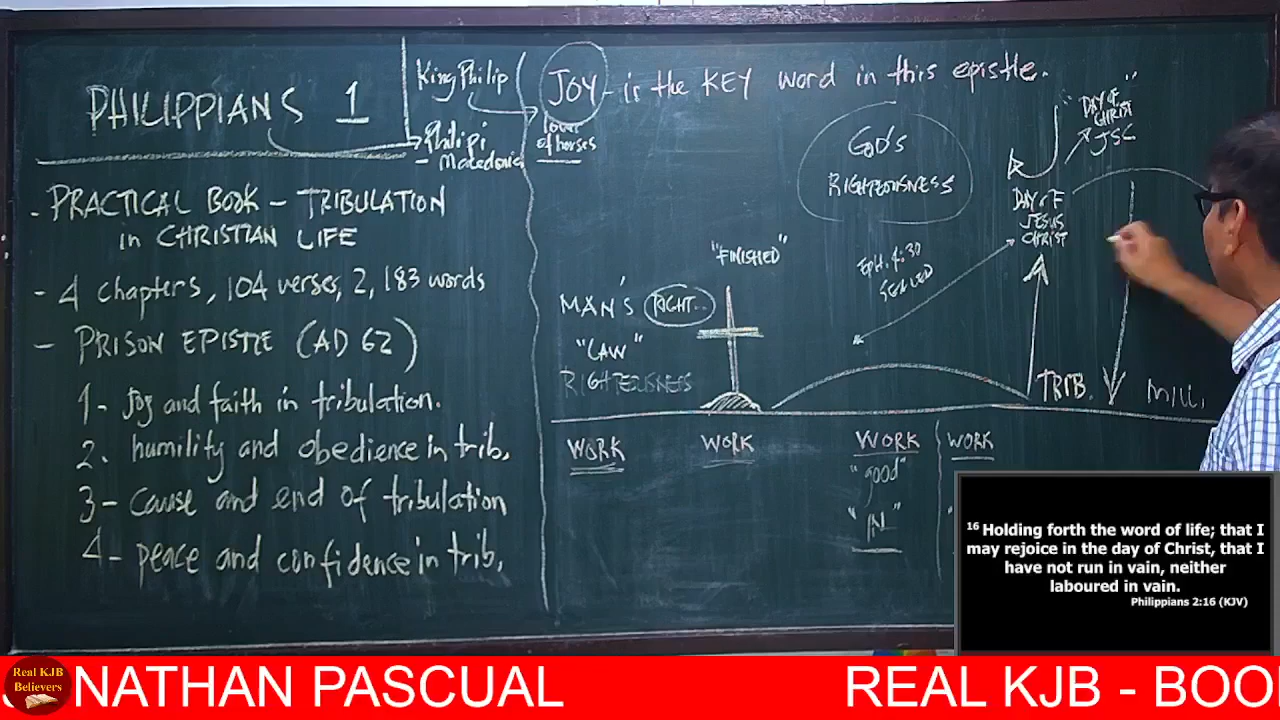 PHILIPPIANS 1
King Philip
Philipi
- Macedonia
lover
of horses
JOY - is the KEY word in this epistle.
- PRACTICAL BOOK - TRIBULATION
in CHRISTIAN LIFE
- 4 chapters, 104 verses, 2, 183 words
- PRISON EPISTLE (AD 62)
1 - joy and faith in tribulation.
2. humility and obedience in trib.
3 - cause and end of tribulation
4 - peace and confidence in trib.
GOD'S
RIGHTEOUSNESS
"DAY OF
CHRIST"
JSC
DAY OF
JESUS
CHRIST
"FINISHED"
Eph. 4:30
SEALED
MAN'S RIGHT...
"LAW"
RIGHTEOUSNESS
TRIB.
MILLI
WORK
WORK
WORK
WORK
"good"
"IN"
16 Holding forth the word of life; that I
may rejoice in the day of Christ, that I
have not run in vain, neither
laboured in vain.
Philippians 2:16 (KJV)
Real KJB
Believers
NATHAN PASCUAL
REAL KJB - BOO